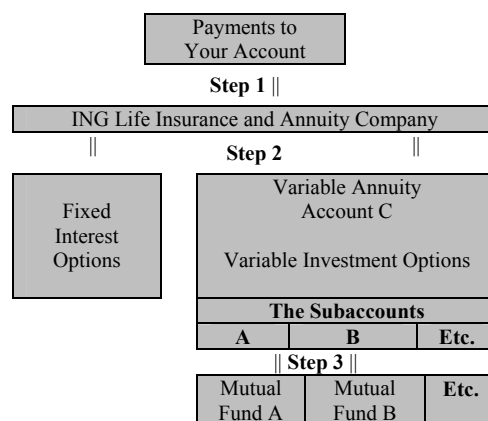 Payments to
Your Account
Step 1 ||
ING Life Insurance and Annuity Company
|| Step 2 ||
Fixed
Interest
Options
Variable Annuity
Account C
Variable Investment Options
The Subaccounts
A B Etc.
|| Step 3 ||
Mutual
Fund A
Mutual
Fund B
Etc.